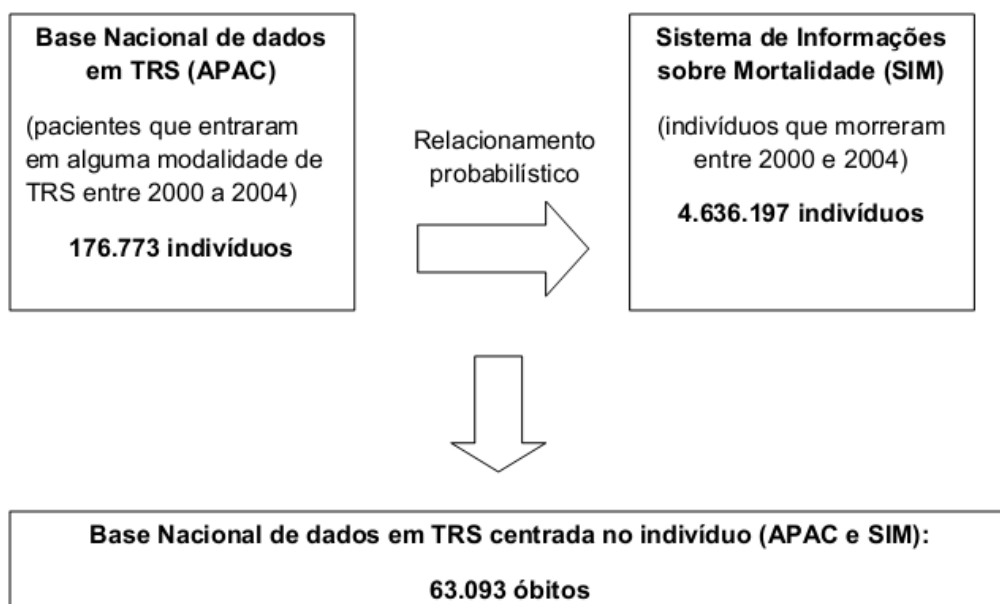 Base Nacional de dados
em TRS (APAC)
(pacientes que entraram
em alguma modalidade de
TRS entre 2000 a 2004)
176.773 indivíduos
Relacionamento
probabilístico
Sistema de Informações
sobre Mortalidade (SIM)
(indivíduos que morreram
entre 2000 e 2004)
4.636.197 indivíduos
Base Nacional de dados em TRS centrada no indivíduo (APAC e SIM):
63.093 óbitos